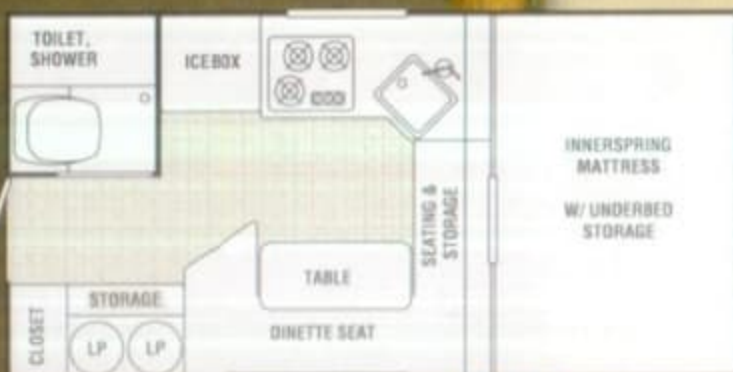 TOILET,
SHOWER
ICEBOX
INNERSPRING
MATTRESS
W/ UNDERBED
STORAGE
SEATING &
STORAGE
TABLE
DINETTE SEAT
STORAGE
CLOSET
LP
LP